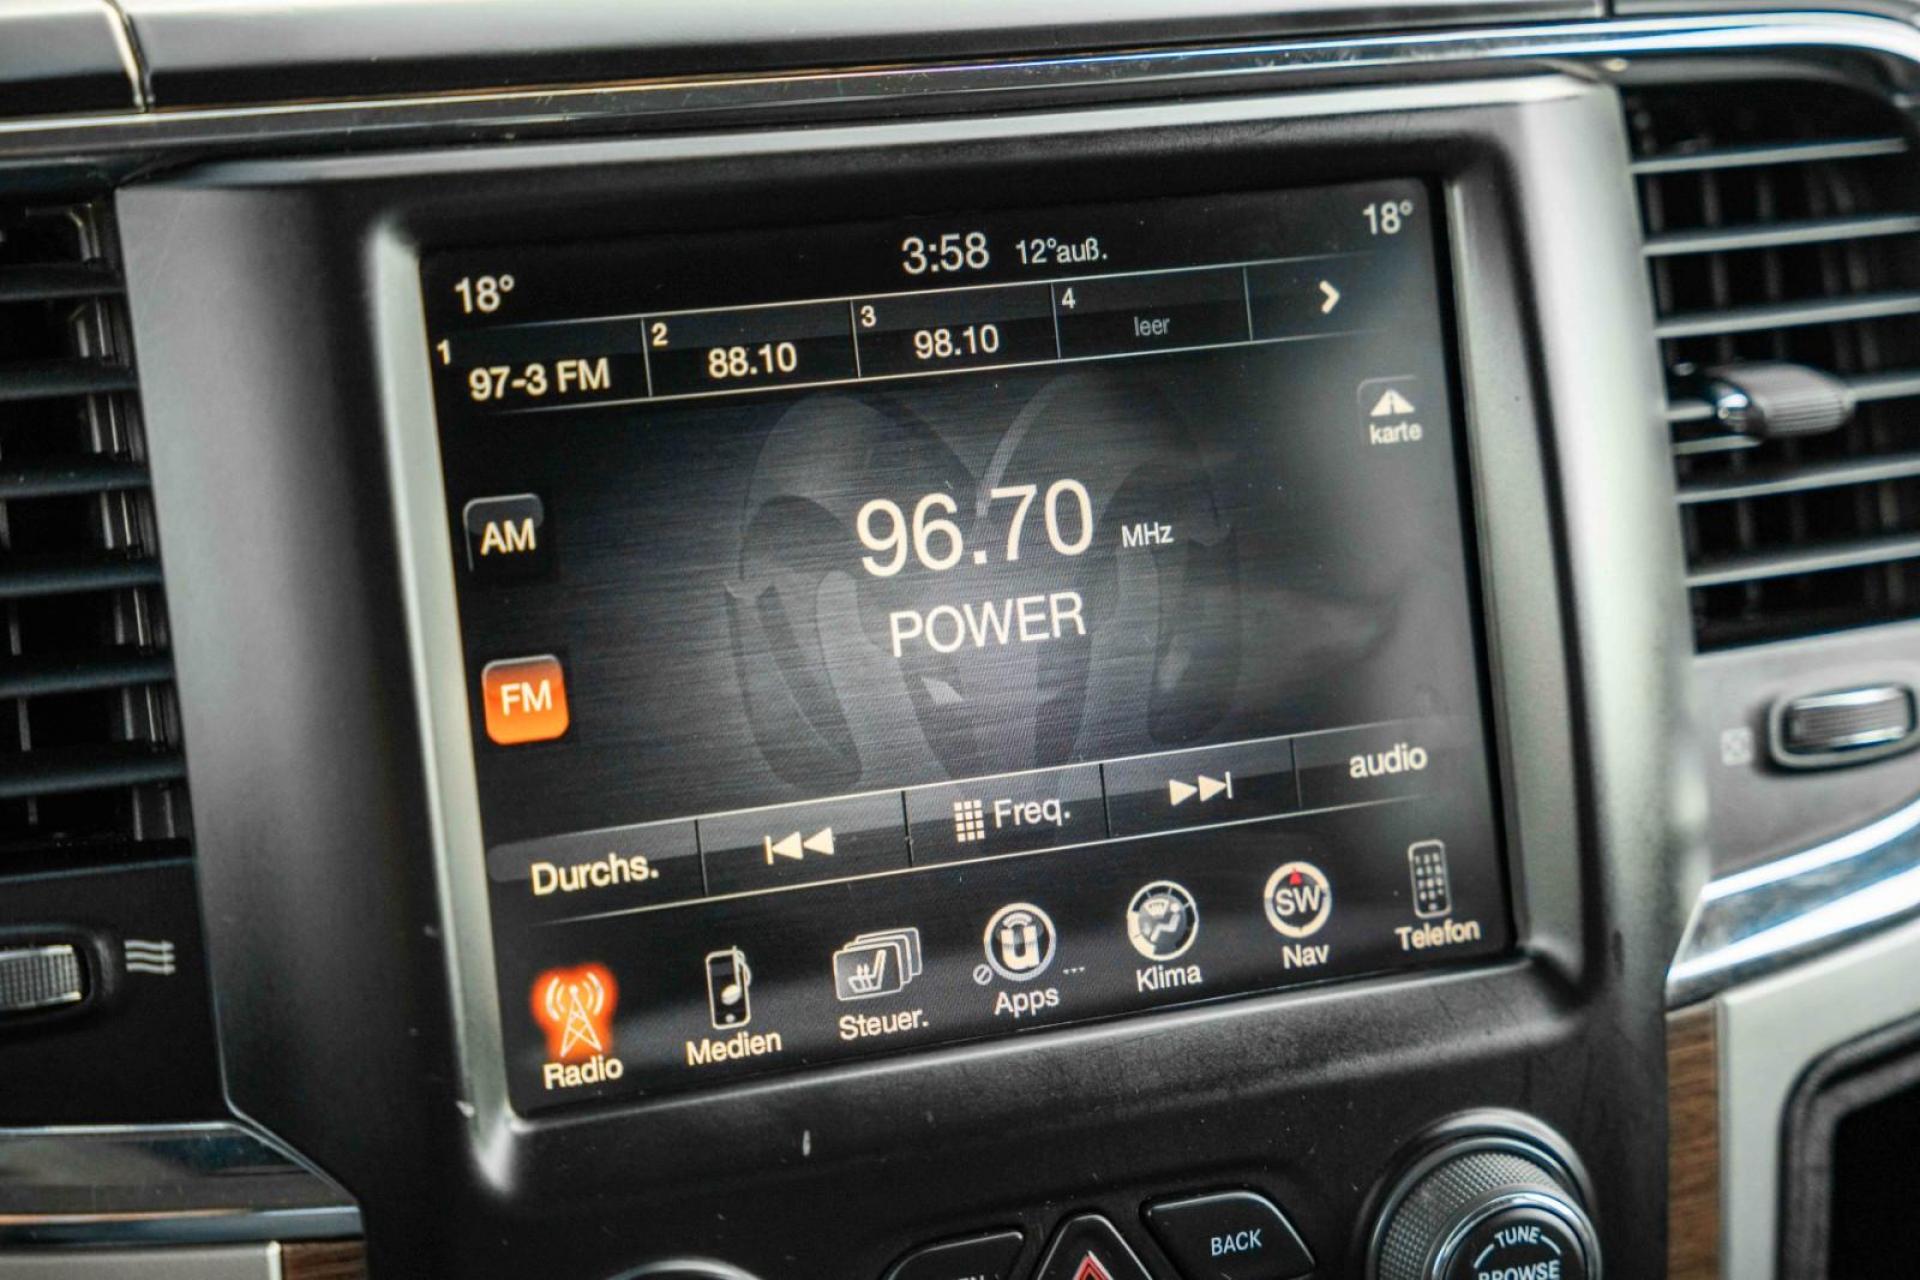 18°
3:58 12°auß.
18°
1 97-3 FM
2 88.10
3 98.10
4 leer
karte
AM
96.70 MHz
POWER
FM
Durchs.
Freq.
audio
Radio
Medien
Steuer.
Apps
Klima
SW
Nav
Telefon
BACK
TUNE
BROWSE